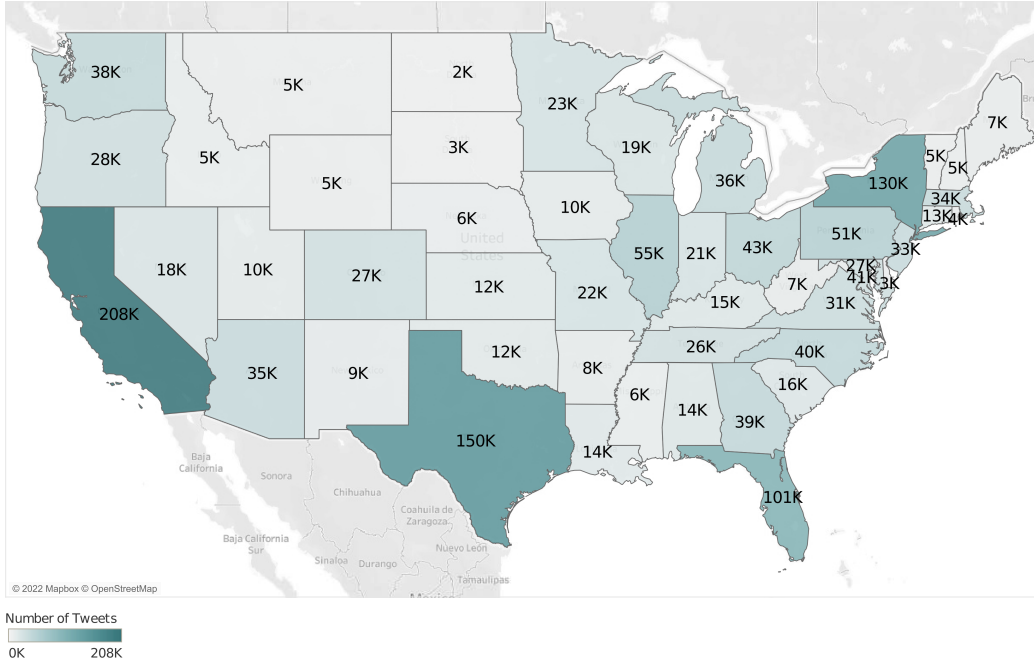 38K
5K
2K
23K
7K
28K
5K
3K
19K
36K
5K
5K
130K
34K
13K
4K
5K
6K
10K
51K
33K
United
States
18K
10K
27K
12K
22K
55K
21K
43K
27K
41K
3K
7K
15K
31K
208K
35K
9K
12K
8K
26K
40K
6K
14K
39K
16K
150K
14K
101K
Baja
California
Sonora
Chihuahua
Coahuila de
Zaragoza
Baja California
Sur
Sinaloa
Durango
Nuevo León
Tamaulipas
© 2022 Mapbox © OpenStreetMap
Number of Tweets
0K 208K